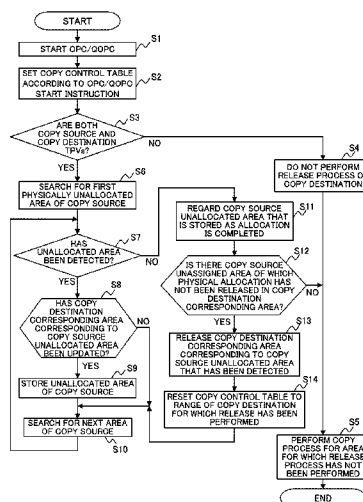 START
S1
START OPC/QOPC
S2
SET COPY CONTROL TABLE
ACCORDING TO OPC/QOPC
START INSTRUCTION
S3
ARE BOTH
COPY SOURCE AND
COPY DESTINATION
TPVs?
NO
YES
S4
DO NOT PERFORM
RELEASE PROCESS OF
COPY DESTINATION
S6
SEARCH FOR FIRST
PHYSICALLY UNALLOCATED
AREA OF COPY SOURCE
S7
HAS
UNALLOCATED AREA
BEEN DETECTED?
NO
YES
S8
HAS COPY
DESTINATION
CORRESPONDING AREA
CORRESPONDING TO
COPY SOURCE
UNALLOCATED AREA
BEEN UPDATED?
NO
YES
S9
STORE UNALLOCATED AREA
OF COPY SOURCE
SEARCH FOR NEXT AREA
OF COPY SOURCE
S10
S11
REGARD COPY SOURCE
UNALLOCATED AREA THAT
IS STORED AS ALLOCATION
IS COMPLETED
S12
IS THERE COPY SOURCE
UNASSIGNED AREA OF WHICH
PHYSICAL ALLOCATION HAS
NOT BEEN RELEASED IN COPY
DESTINATION
CORRESPONDING AREA?
NO
YES
S13
RELEASE COPY DESTINATION
CORRESPONDING AREA
CORRESPONDING TO COPY
SOURCE UNALLOCATED AREA
THAT HAS BEEN DETECTED
S14
RESET COPY CONTROL TABLE TO
RANGE OF COPY DESTINATION
FOR WHICH RELEASE HAS BEEN
PERFORMED
S5
PERFORM COPY
PROCESS FOR AREA
FOR WHICH RELEASE
PROCESS HAS NOT
BEEN PERFORMED
END